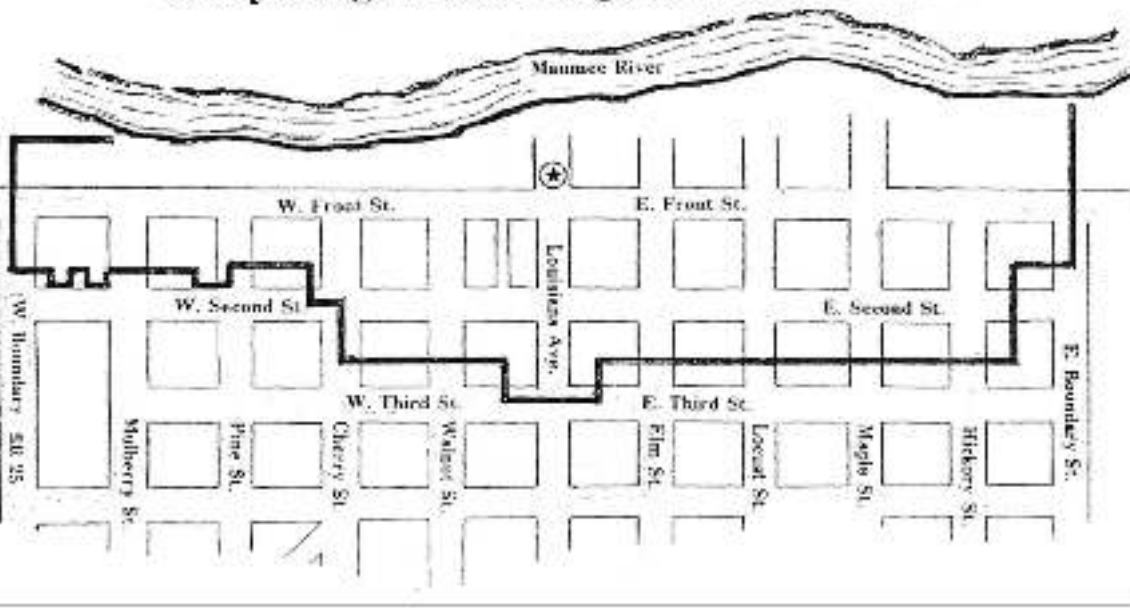 Maumee River
W. Front St.
E. Front St.
Louisiana Ave.
W. Second St.
E. Second St.
W. Boundary S.R. 25
E. Boundary St.
W. Third St.
E. Third St.
Mulberry St.
Pine St.
Cherry St.
Walnut St.
Elm St.
Locust St.
Maple St.
Hickory St.